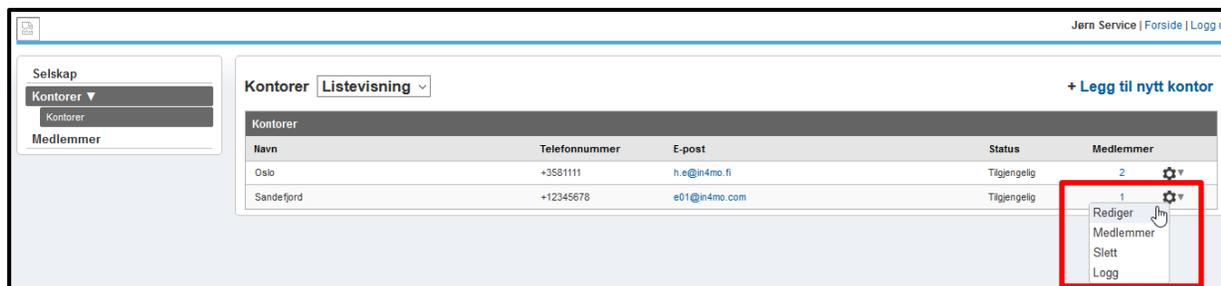 Jørn Service | Forside | Logg
Selskap
Kontorer ▼
Kontorer
Medlemmer
Kontorer Listevisning
+ Legg til nytt kontor
Kontorer
Navn Telefonnummer E-post Status Medlemmer
Oslo +3581111 h.e@in4mo.fi Tilgjengelig 2
Sandefjord +12345678 e01@in4mo.com Tilgjengelig 1
Rediger
Medlemmer
Slett
Logg